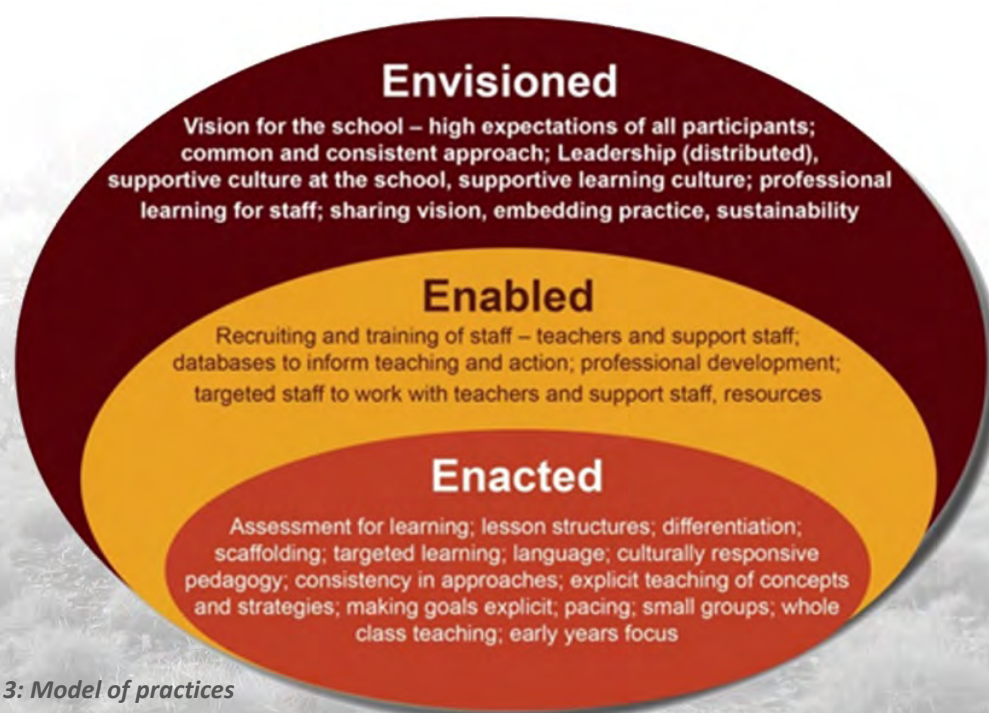 Envisioned
Vision for the school – high expectations of all participants;
common and consistent approach; Leadership (distributed),
supportive culture at the school, supportive learning culture; professional
learning for staff; sharing vision, embedding practice, sustainability
Enabled
Recruiting and training of staff – teachers and support staff;
databases to inform teaching and action; professional development;
targeted staff to work with teachers and support staff, resources
Enacted
Assessment for learning; lesson structures; differentiation;
scaffolding; targeted learning; language; culturally responsive
pedagogy; consistency in approaches; explicit teaching of concepts
and strategies; making goals explicit; pacing; small groups; whole
class teaching; early years focus
3: Model of practices